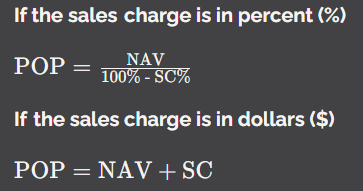 If the sales charge is in percent (%)
POP = NAV / 100% - SC%
If the sales charge is in dollars ($)
POP = NAV + SC